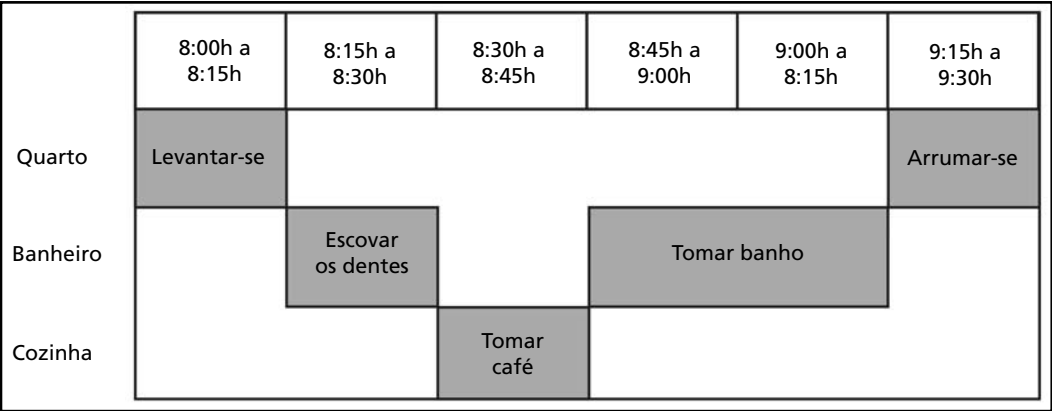 8:00h a
8:15h
8:15h a
8:30h
8:30h a
8:45h
8:45h a
9:00h
9:00h a
8:15h
9:15h a
9:30h
Quarto
Levantar-se
Arrumar-se
Banheiro
Escovar
os dentes
Tomar banho
Cozinha
Tomar
café